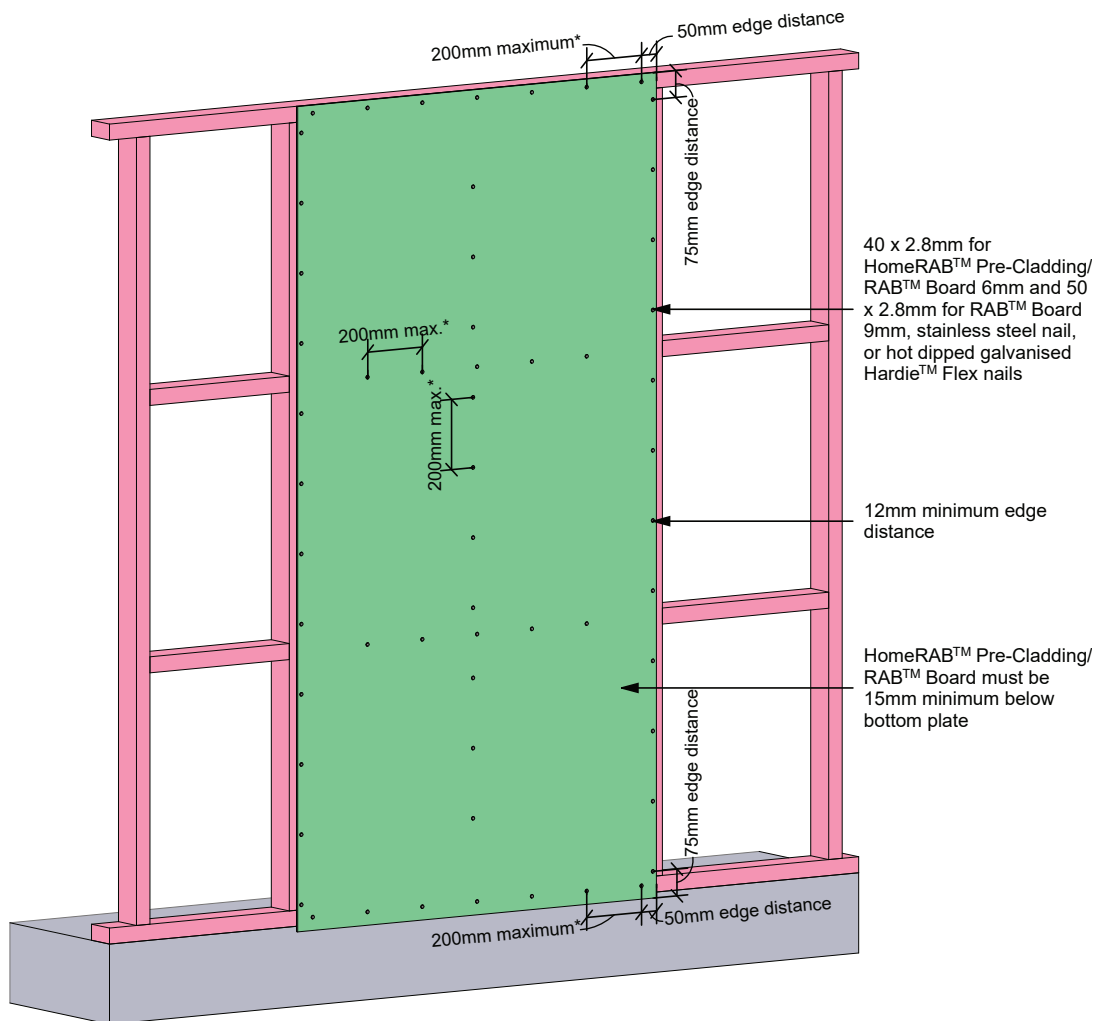 200mm maximum*
50mm edge distance
75mm edge distance
40 x 2.8mm for
HomeRAB™ Pre-Cladding/
RAB™ Board 6mm and 50
x 2.8mm for RAB™ Board
9mm, stainless steel nail,
or hot dipped galvanised
Hardie™ Flex nails
200mm max.*
200mm max.*
12mm minimum edge
distance
HomeRAB™ Pre-Cladding/
RAB™ Board must be
15mm minimum below
bottom plate
75mm edge distance
200mm maximum*
50mm edge distance